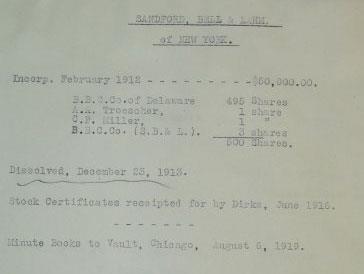 SANDFORD, BELL & LAHM.
of NEW YORK.
Incorp. February 1912 - - - - - - - - -$50,000.00.
B.B.C.Co.of Delaware 495 Shares
A.A. Troescher, 1 share
C.F. Miller, 1 "
B.B.C.Co. (S.B.& L.). 3 shares
500 Shares.
Dissolved, December 23, 1913.
Stock Certificates receipted for by Dirks, June 1916.
- - - - - - -
Minute Books to Vault, Chicago, August 6, 1919.